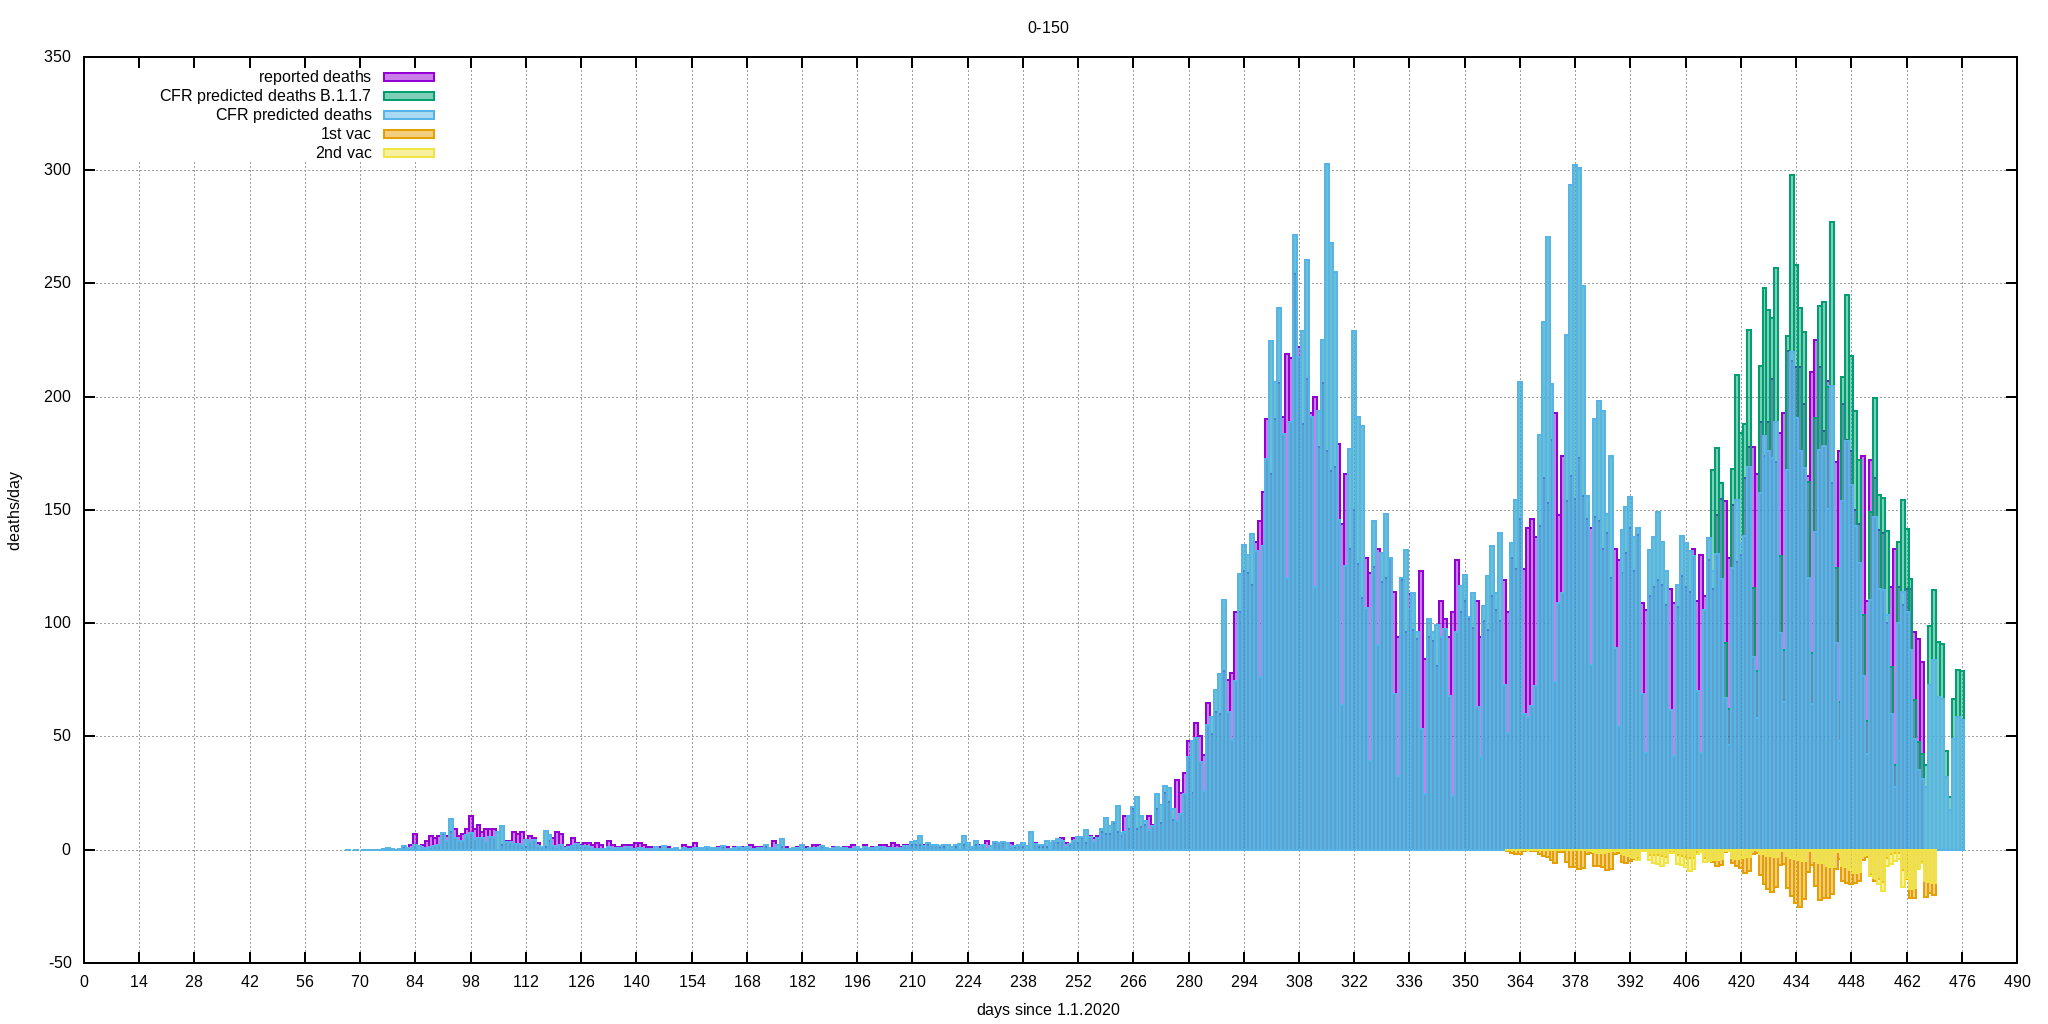 0-150
350
300
250
200
150
100
50
0
-50
deaths/day
reported deaths
CFR predicted deaths B.1.1.7
CFR predicted deaths
1st vac
2nd vac
0 14 28 42 56 70 84 98 112 126 140 154 168 182 196 210 224 238 252 266 280 294 308 322 336 350 364 378 392 406 420 434 448 462 476 490
days since 1.1.2020